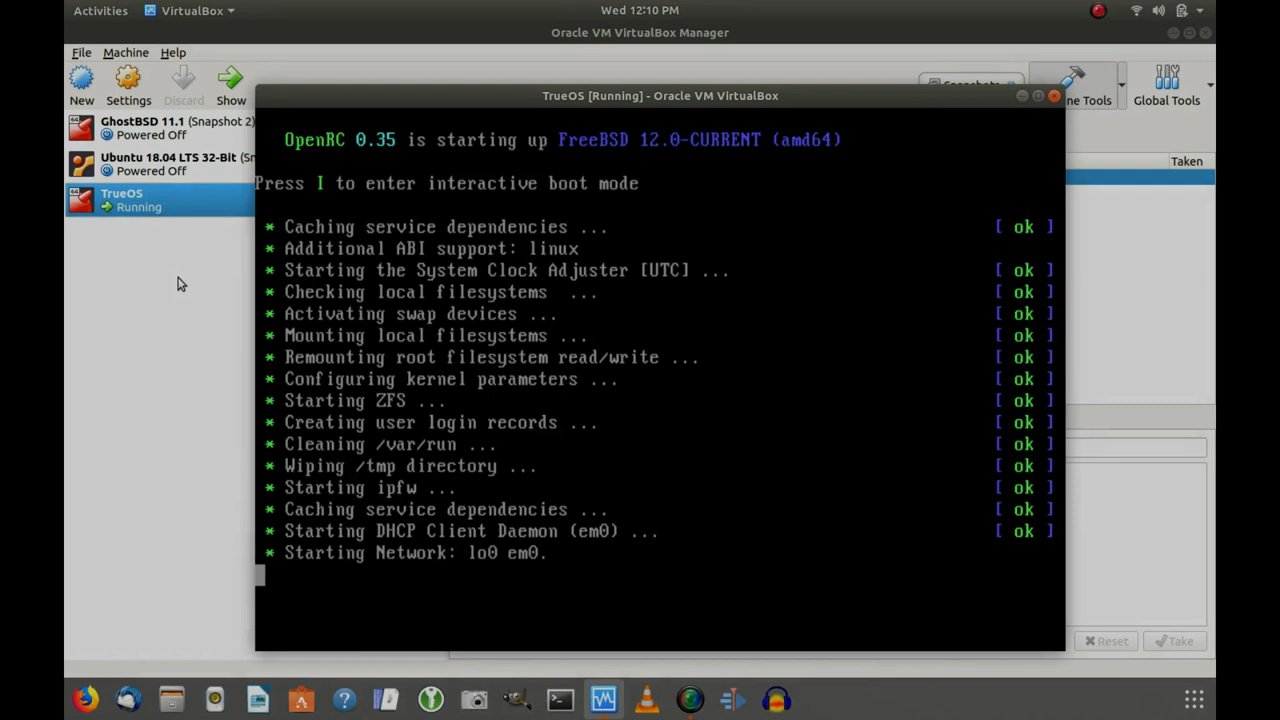 Activities VirtualBox Wed 12:10 PM
Oracle VM VirtualBox Manager
File Machine Help
New Settings Discard Show Global Tools
TrueOS [Running] - Oracle VM VirtualBox
GhostBSD 11.1 (Snapshot 2)
Powered Off
Ubuntu 18.04 LTS 32-Bit (Sn
Powered Off
TrueOS
Running
Taken
OpenRC 0.35 is starting up FreeBSD 12.0-CURRENT (amd64)
Press I to enter interactive boot mode
* Caching service dependencies ... [ ok ]
* Additional ABI support: linux
* Starting the System Clock Adjuster [UTC] ... [ ok ]
* Checking local filesystems ... [ ok ]
* Activating swap devices ... [ ok ]
* Mounting local filesystems ... [ ok ]
* Remounting root filesystem read/write ... [ ok ]
* Configuring kernel parameters ... [ ok ]
* Starting ZFS ... [ ok ]
* Creating user login records ... [ ok ]
* Cleaning /var/run ... [ ok ]
* Wiping /tmp directory ... [ ok ]
* Starting ipfw ... [ ok ]
* Caching service dependencies ... [ ok ]
* Starting DHCP Client Daemon (em0) ... [ ok ]
* Starting Network: lo0 em0.
Reset Take